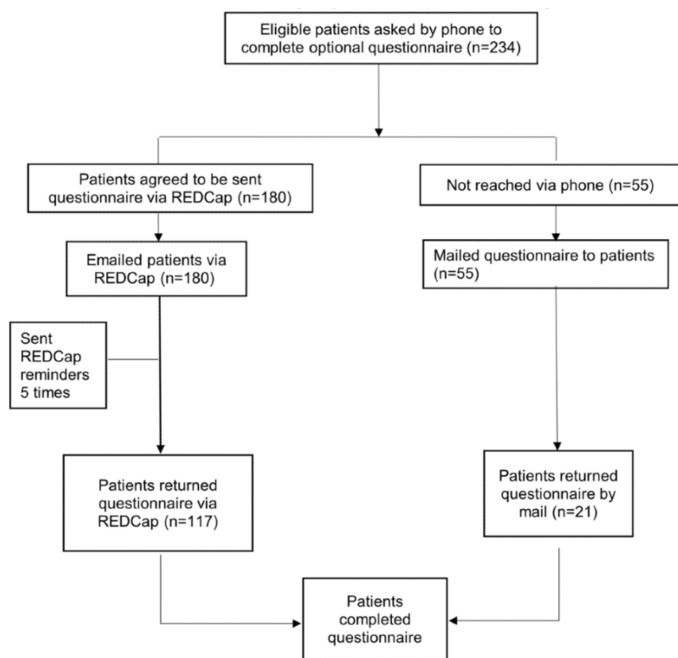 Eligible patients asked by phone to
complete optional questionnaire (n=234)
Patients agreed to be sent
questionnaire via REDCap (n=180)
Not reached via phone (n=55)
Emailed patients via
REDCap (n=180)
Mailed questionnaire to patients
(n=55)
Sent
REDCap
reminders
5 times
Patients returned
questionnaire via
REDCap (n=117)
Patients returned
questionnaire by
mail (n=21)
Patients
completed
questionnaire